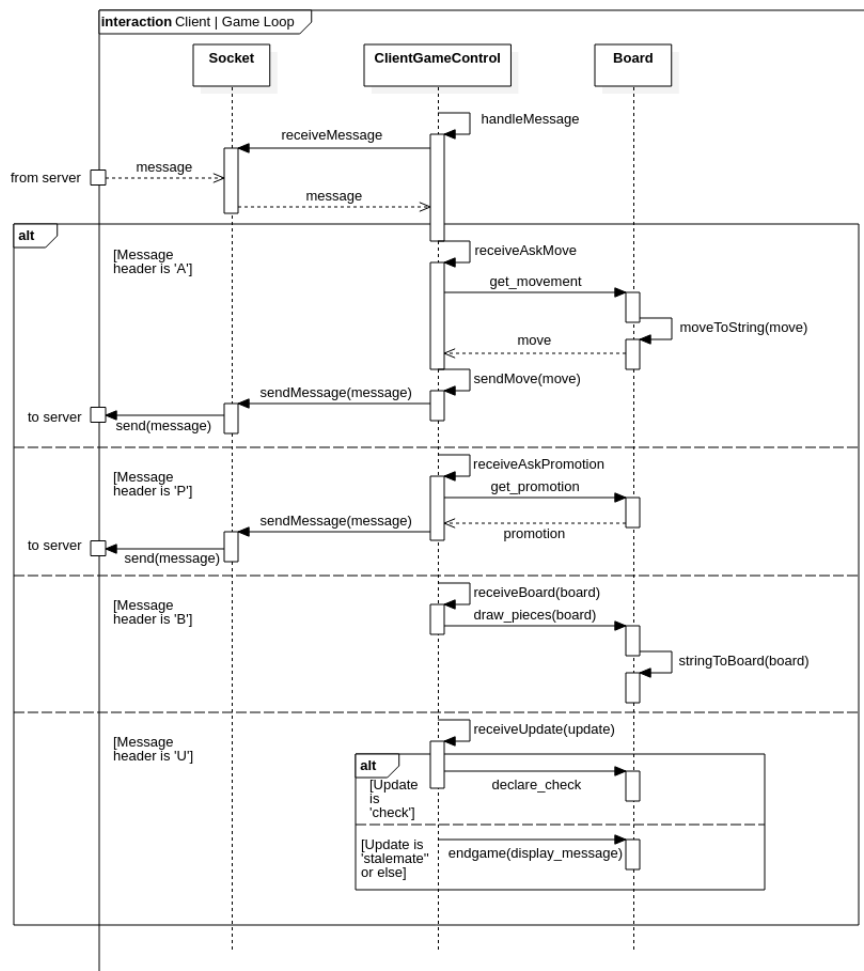 interaction Client | Game Loop
Socket
ClientGameControl
Board
handleMessage
receiveMessage
from server
message
message
alt
[Message
header is 'A']
receiveAskMove
get_movement
moveToString(move)
move
sendMove(move)
sendMessage(message)
to server
send(message)
[Message
header is 'P']
receiveAskPromotion
get_promotion
sendMessage(message)
promotion
to server
send(message)
[Message
header is 'B']
receiveBoard(board)
draw_pieces(board)
stringToBoard(board)
[Message
header is 'U']
receiveUpdate(update)
alt
[Update
is
'check']
declare_check
[Update is
'stalemate"
or else]
endgame(display_message)